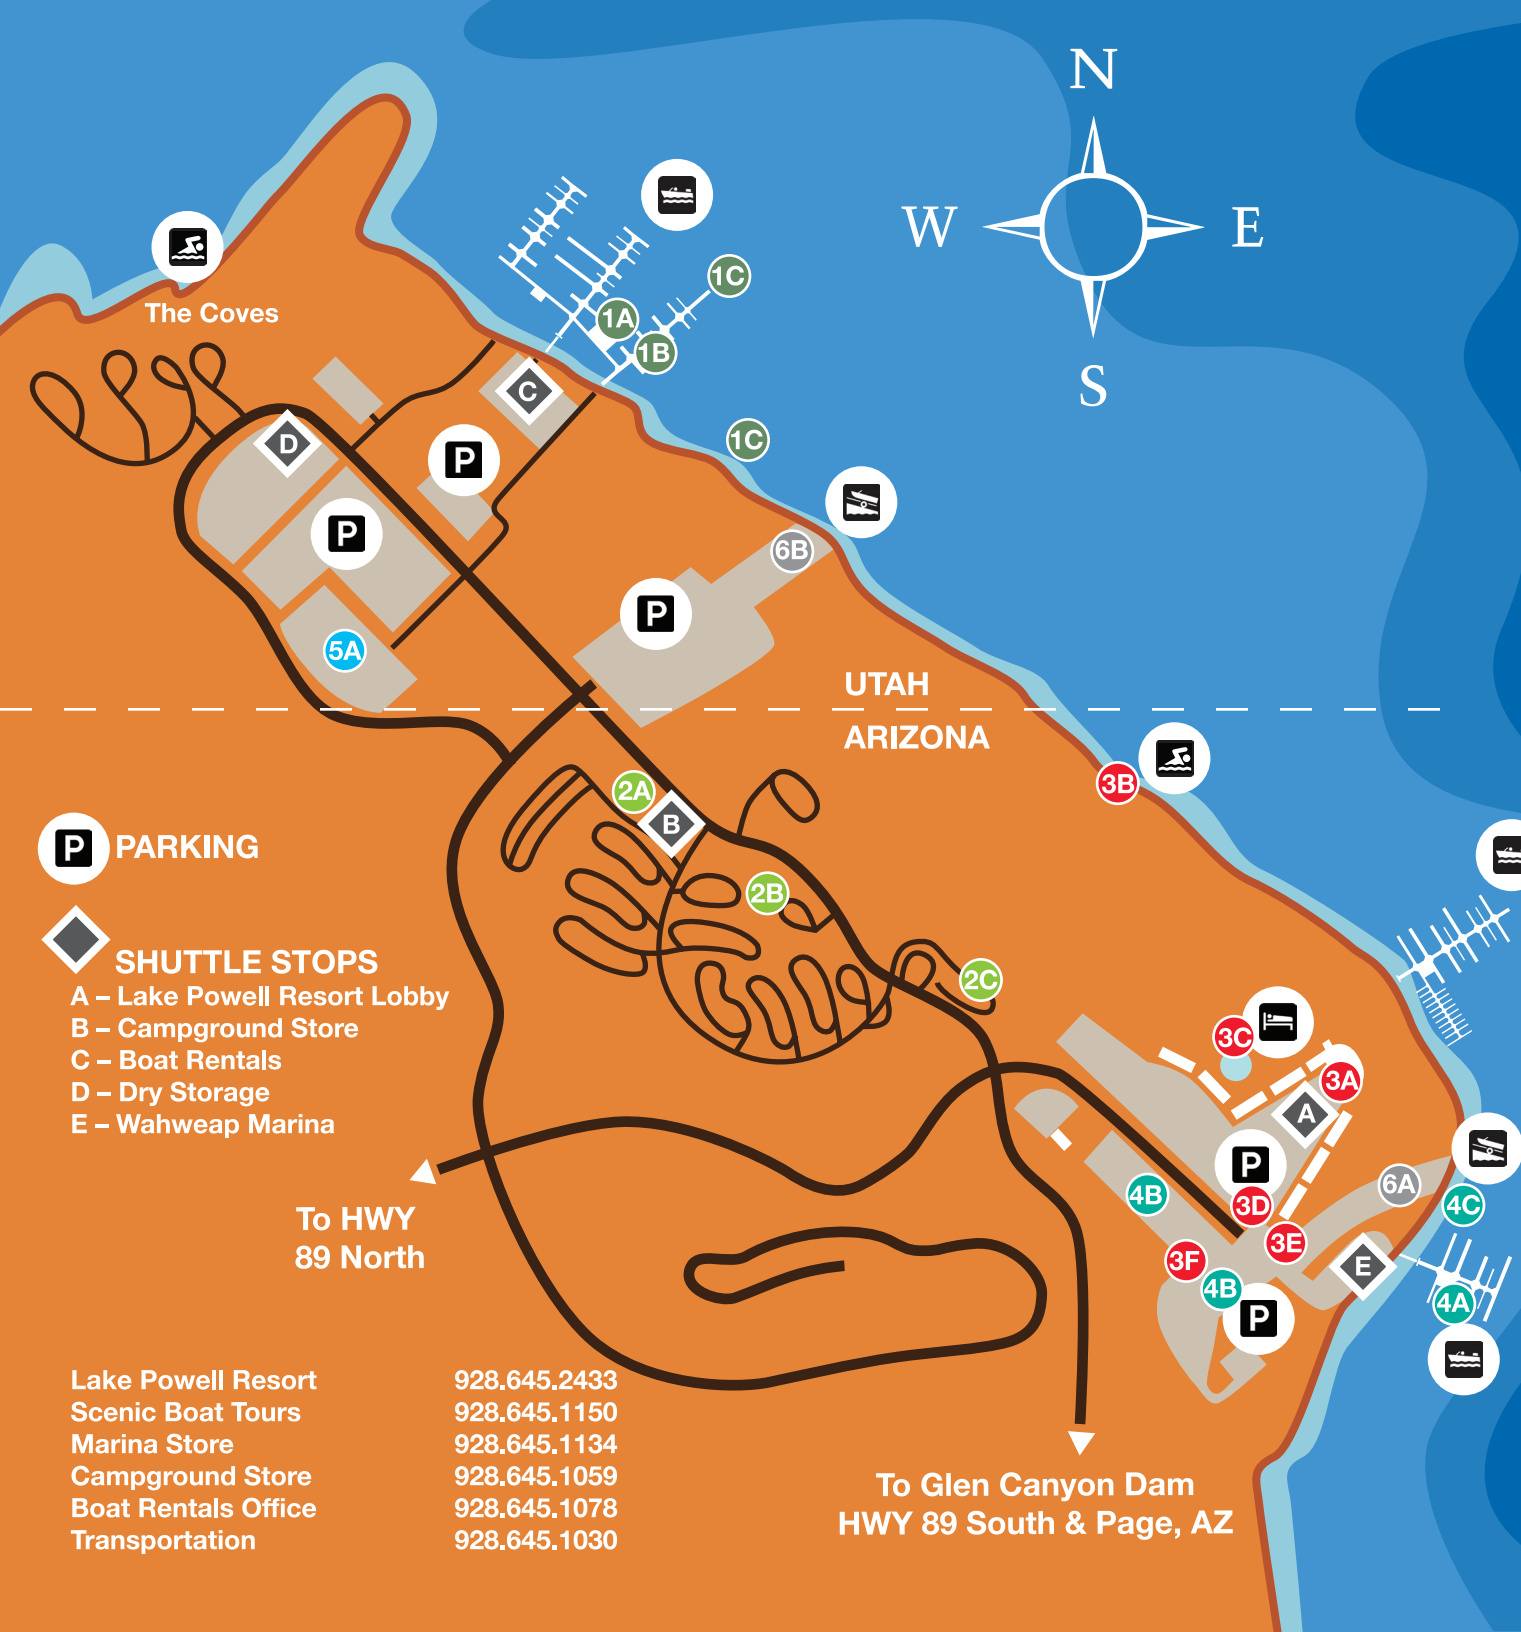 N
W
E
S
1C
1A
1B
The Coves
C
D
1C
P
P
6B
P
5A
UTAH
ARIZONA
3B
2A
B
P PARKING
2B
SHUTTLE STOPS
A – Lake Powell Resort Lobby
B – Campground Store
C – Boat Rentals
D – Dry Storage
E – Wahweap Marina
2C
3C
3A
A
P
4B
6A
3D
4C
To HWY
89 North
3E
3F
E
4B
4A
P
Lake Powell Resort 928.645.2433
Scenic Boat Tours 928.645.1150
Marina Store 928.645.1134
Campground Store 928.645.1059
Boat Rentals Office 928.645.1078
Transportation 928.645.1030
To Glen Canyon Dam
HWY 89 South & Page, AZ